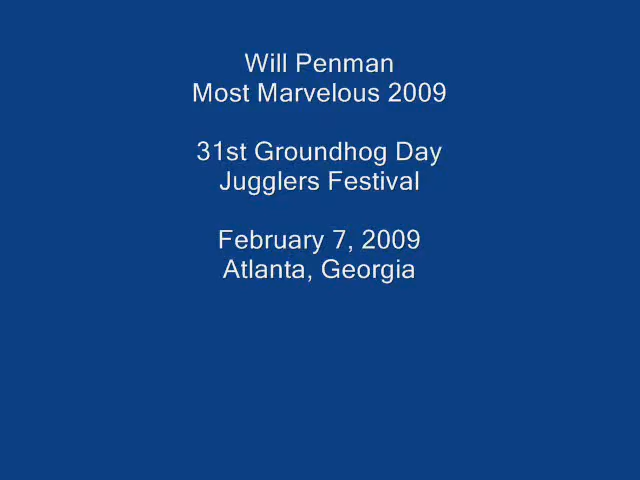 Will Penman
Most Marvelous 2009
31st Groundhog Day
Jugglers Festival
February 7, 2009
Atlanta, Georgia